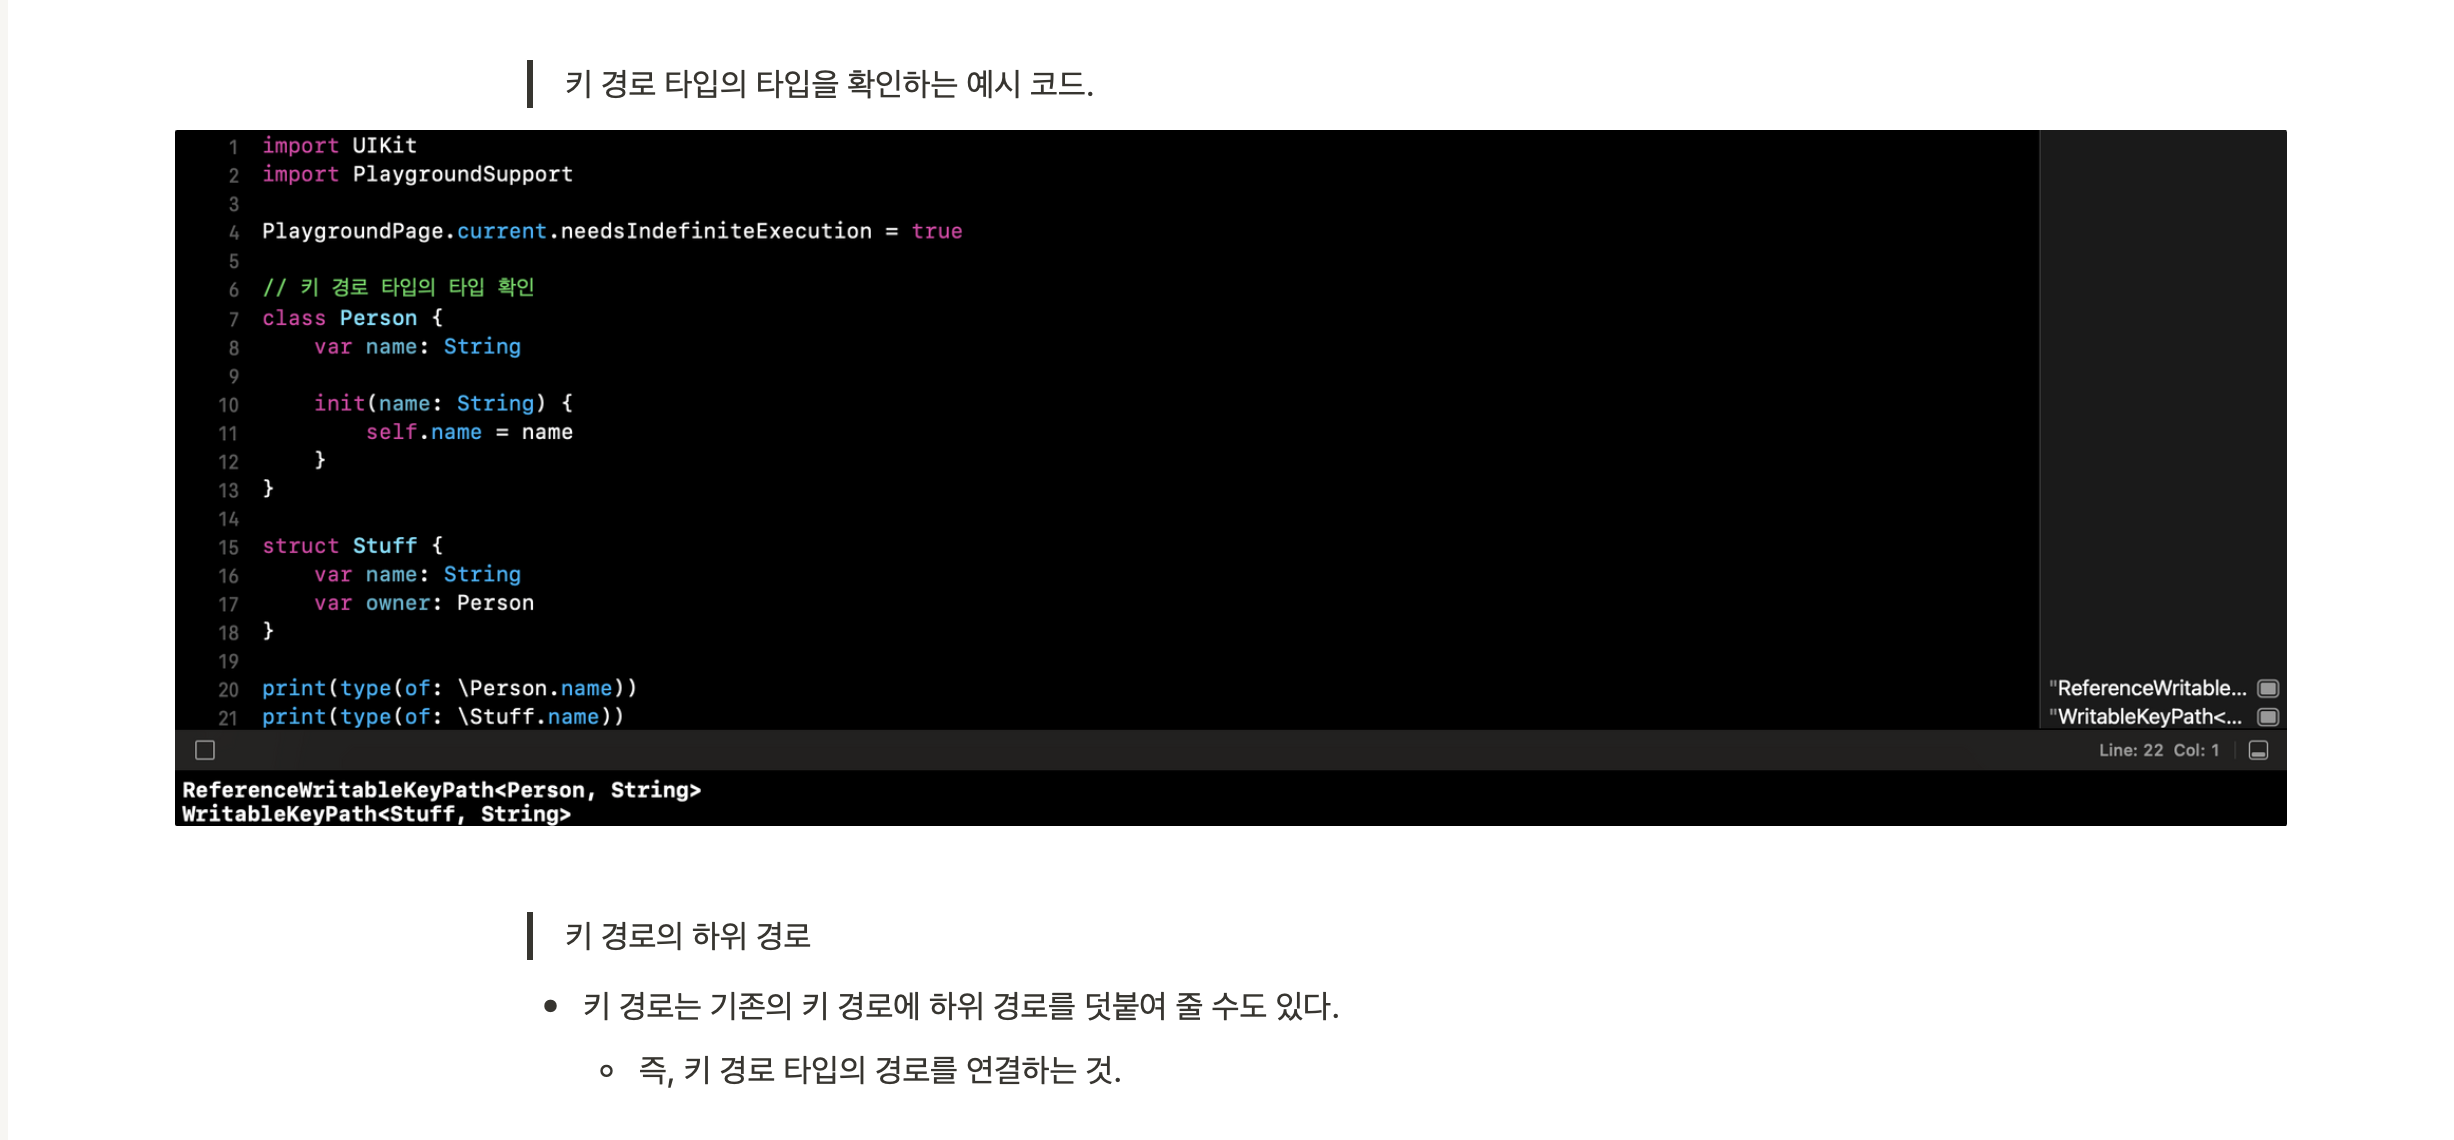 키 경로 타입의 타입을 확인하는 예시 코드.
1 import UIKit
2 import PlaygroundSupport
3
4 PlaygroundPage.current.needsIndefiniteExecution = true
5
6 // 키 경로 타입의 타입 확인
7 class Person {
8 var name: String
9
10 init(name: String) {
11 self.name = name
12 }
13 }
14
15 struct Stuff {
16 var name: String
17 var owner: Person
18 }
19
20 print(type(of: \Person.name)) "ReferenceWritable...
21 print(type(of: \Stuff.name)) "WritableKeyPath<...
Line: 22 Col: 1
ReferenceWritableKeyPath<Person, String>
WritableKeyPath<Stuff, String>
키 경로의 하위 경로
• 키 경로는 기존의 키 경로에 하위 경로를 덧붙여 줄 수도 있다.
◦ 즉, 키 경로 타입의 경로를 연결하는 것.